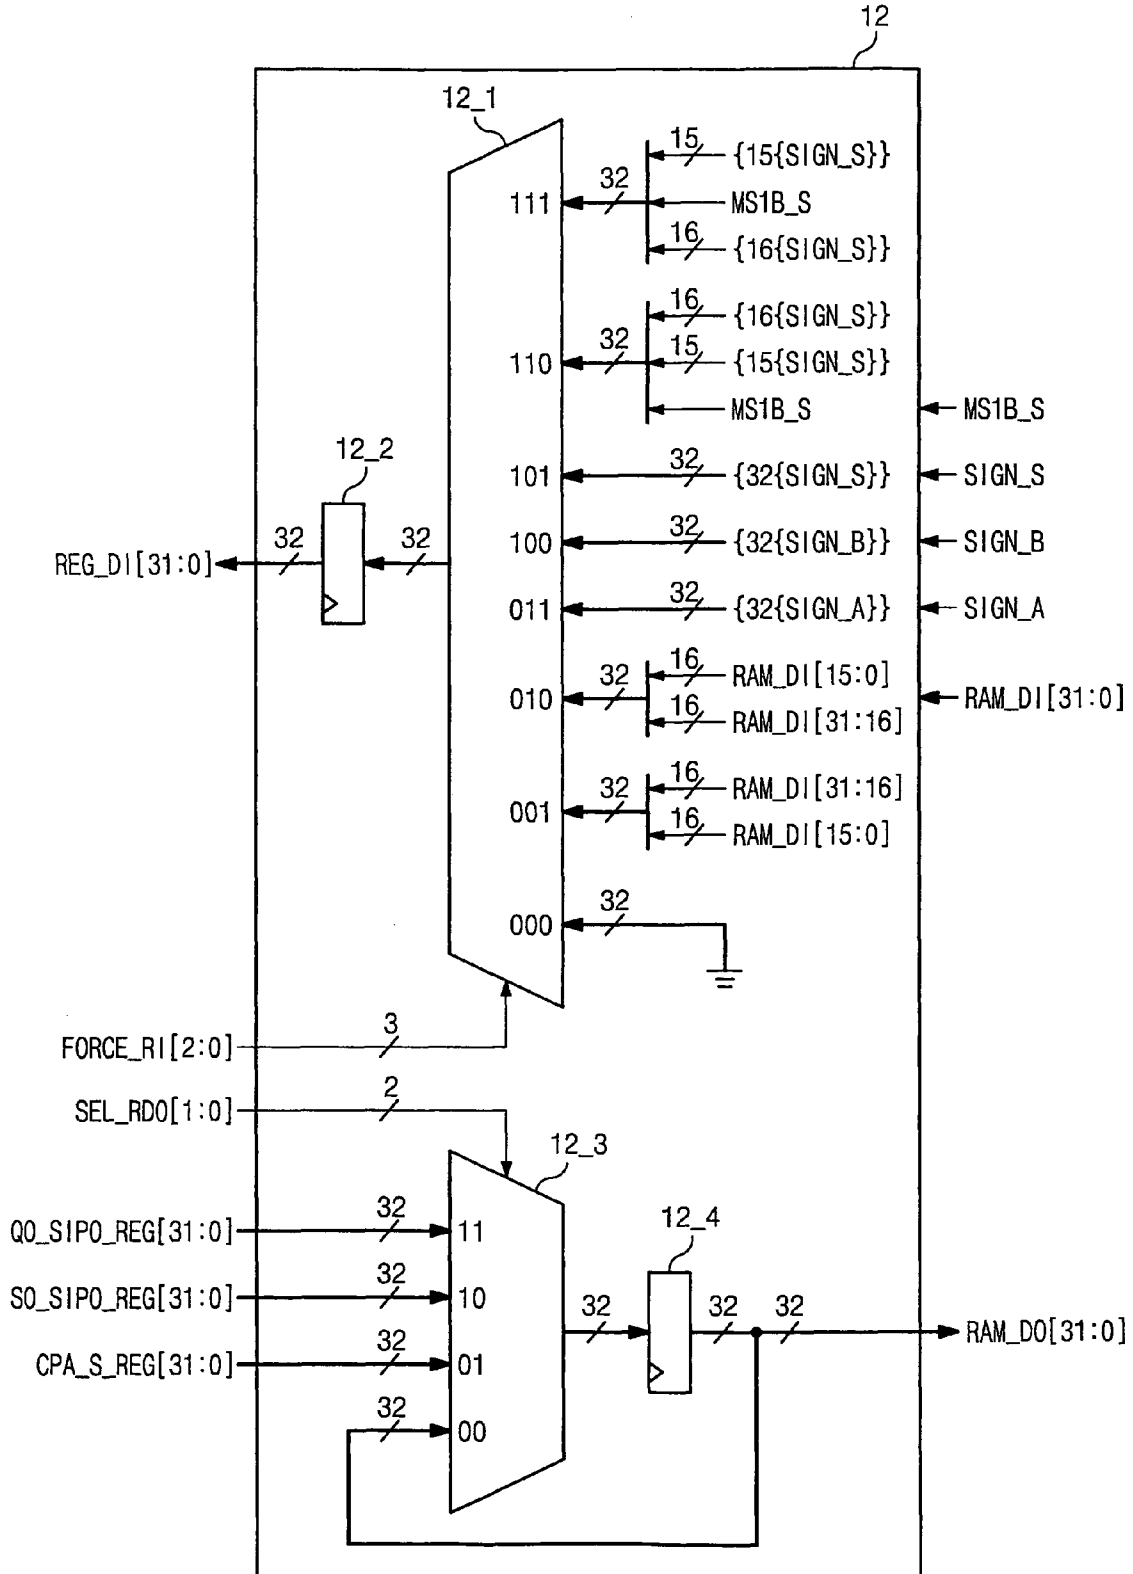 12
12_1
15 {15{SIGN_S}}
32
111
MS1B_S
16 {16{SIGN_S}}
16 {16{SIGN_S}}
32
110
15 {15{SIGN_S}}
MS1B_S
MS1B_S
12_2
101 32 {32{SIGN_S}} SIGN_S
REG_DI[31:0] 32 32
100 32 {32{SIGN_B}} SIGN_B
011 32 {32{SIGN_A}} SIGN_A
16 RAM_DI[15:0]
010 32 RAM_DI[31:0]
16 RAM_DI[31:16]
16 RAM_DI[31:16]
001 32
16 RAM_DI[15:0]
000 32
FORCE_RI[2:0] 3
SEL_RDO[1:0] 2
12_3
QO_SIPO_REG[31:0] 32 11
12_4
SO_SIPO_REG[31:0] 32 10
32 32 32 RAM_DO[31:0]
CPA_S_REG[31:0] 32 01
32 00